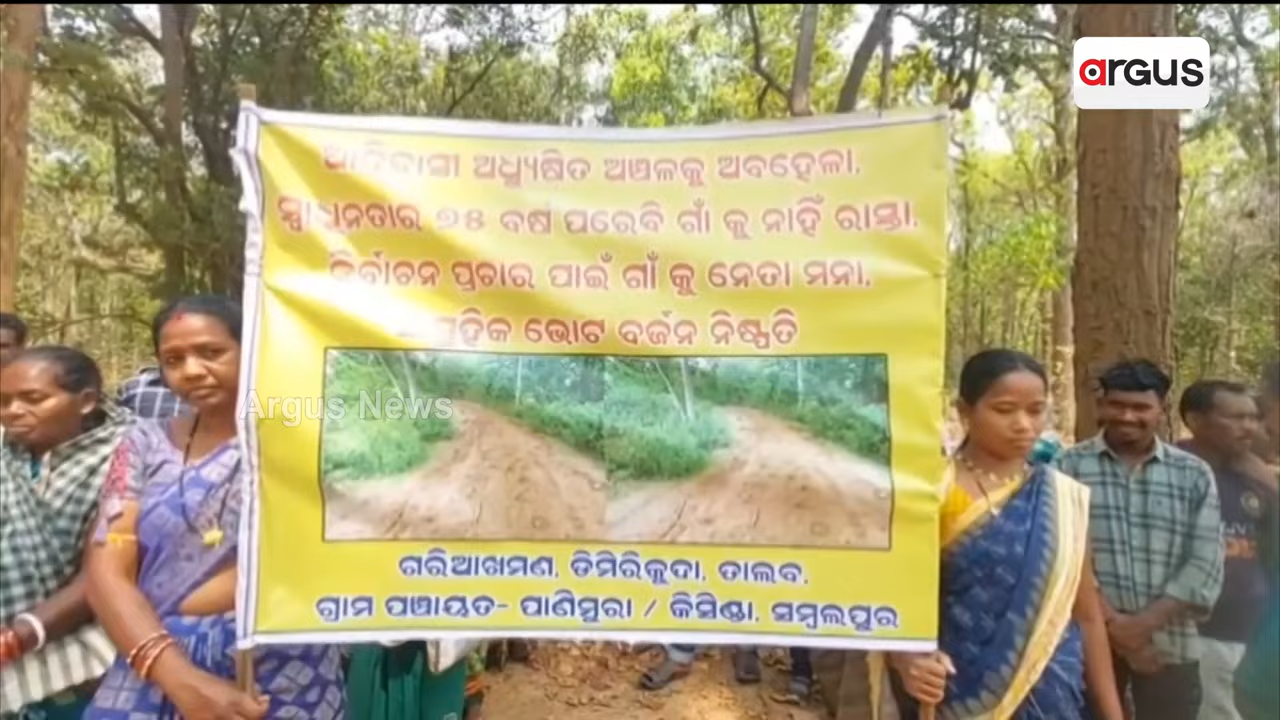 aRGUS
ଆଦିବାସୀ ଅଧ୍ୟୁଷିତ ଅଞ୍ଚଳକୁ ଅବହେଳା,
ସ୍ୱାଧୀନତାର ୭୫ ବର୍ଷ ପରେବି ଗାଁ କୁ ନାହିଁ ରାସ୍ତା,
ନିର୍ବାଚନ ପ୍ରଚାର ପାଇଁ ଗାଁ କୁ ନେତା ମନା,
ଭୋଟ ବର୍ଜନ ନିଷ୍ପତି
Argus News
ଗରିଆଖମଣ, ଡିମିରିକୁଦା, ତାଲବ,
ଗ୍ରାମ ପଞ୍ଚାୟତ- ପାଣିମୁରା / କିସିଣ୍ଡା, ସମ୍ବଲପୁର